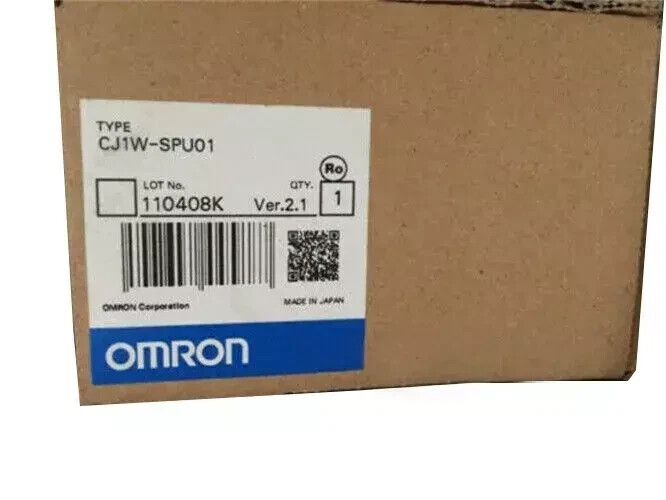 TYPE
CJ1W-SPU01
Ro
LOT No. QTY.
110408K Ver.2.1 1
OMRON Corporation MADE IN JAPAN
OMRON